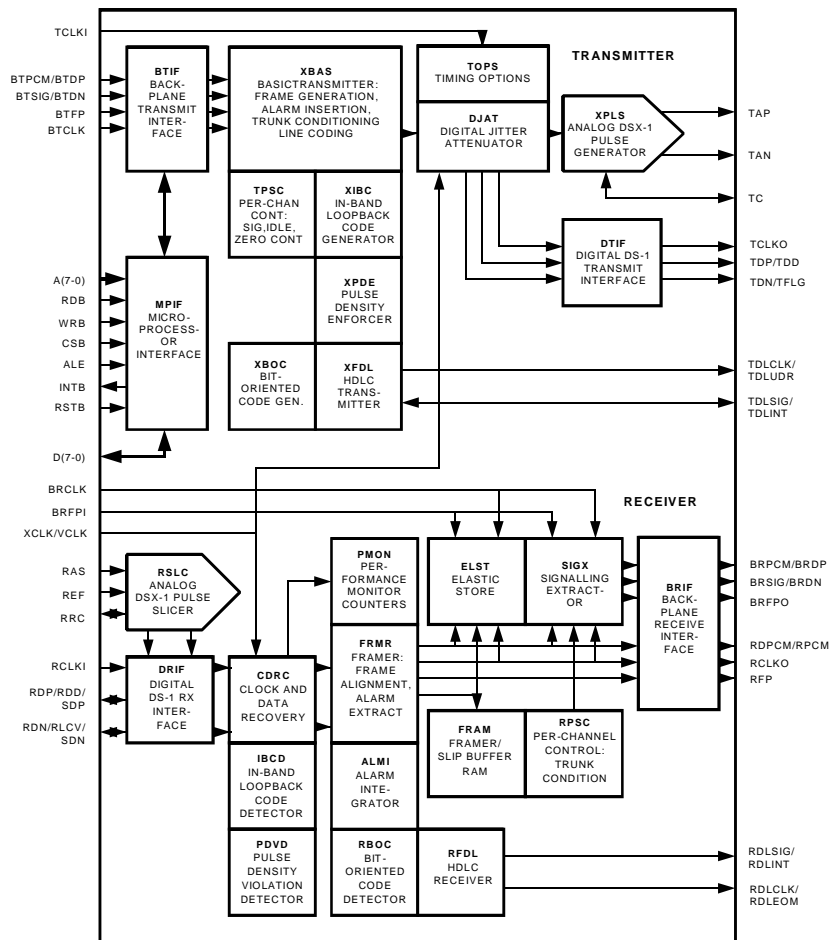 TCLKI
BTPCM/BTDP
BTSIG/BTDN
BTFP
BTCLK
BTIF
BACK-
PLANE
TRANSMIT
INTER-
FACE
XBAS
BASICTRANSMITTER:
FRAME GENERATION,
ALARM INSERTION,
TRUNK CONDITIONING
LINE CODING
TOPS
TIMING OPTIONS
TRANSMITTER
DJAT
DIGITAL JITTER
ATTENUATOR
XPLS
ANALOG DSX-1
PULSE
GENERATOR
TAP
TAN
TC
TPSC
PER-CHAN
CONT:
SIG,IDLE,
ZERO CONT
XIBC
IN-BAND
LOOPBACK
CODE
GENERATOR
DTIF
DIGITAL DS-1
TRANSMIT
INTERFACE
TCLKO
TDP/TDD
TDN/TFLG
A(7-0)
RDB
WRB
CSB
ALE
INTB
RSTB
D(7-0)
MPIF
MICRO-
PROCESS-
OR
INTERFACE
XPDE
PULSE
DENSITY
ENFORCER
XBOC
BIT-
ORIENTED
CODE GEN.
XFDL
HDLC
TRANS-
MITTER
TDLCLK/
TDLUDR
TDLSIG/
TDLINT
BRCLK
BRFPI
XCLK/VCLK
RECEIVER
RAS
REF
RRC
RSLC
ANALOG
DSX-1 PULSE
SLICER
PMON
PER-
FORMANCE
MONITOR
COUNTERS
ELST
ELASTIC
STORE
SIGX
SIGNALLING
EXTRACT-
OR
BRIF
BACK-
PLANE
RECEIVE
INTER-
FACE
BRPCM/BRDP
BRSIG/BRDN
BRFPO
RDPCM/RPCM
RCLKO
RFP
RCLKI
RDP/RDD/
SDP
RDN/RLCV/
SDN
DRIF
DIGITAL
DS-1 RX
INTER-
FACE
CDRC
CLOCK AND
DATA
RECOVERY
FRMR
FRAMER:
FRAME
ALIGNMENT,
ALARM
EXTRACT
FRAM
FRAMER/
SLIP BUFFER
RAM
RPSC
PER-CHANNEL
CONTROL:
TRUNK
CONDITION
IBCD
IN-BAND
LOOPBACK
CODE
DETECTOR
ALMI
ALARM
INTE-
GRATOR
PDVD
PULSE
DENSITY
VIOLATION
DETECTOR
RBOC
BIT-
ORIENTED
CODE
DETECTOR
RFDL
HDLC
RECEIVER
RDLSIG/
RDLINT
RDLCLK/
RDLEOM